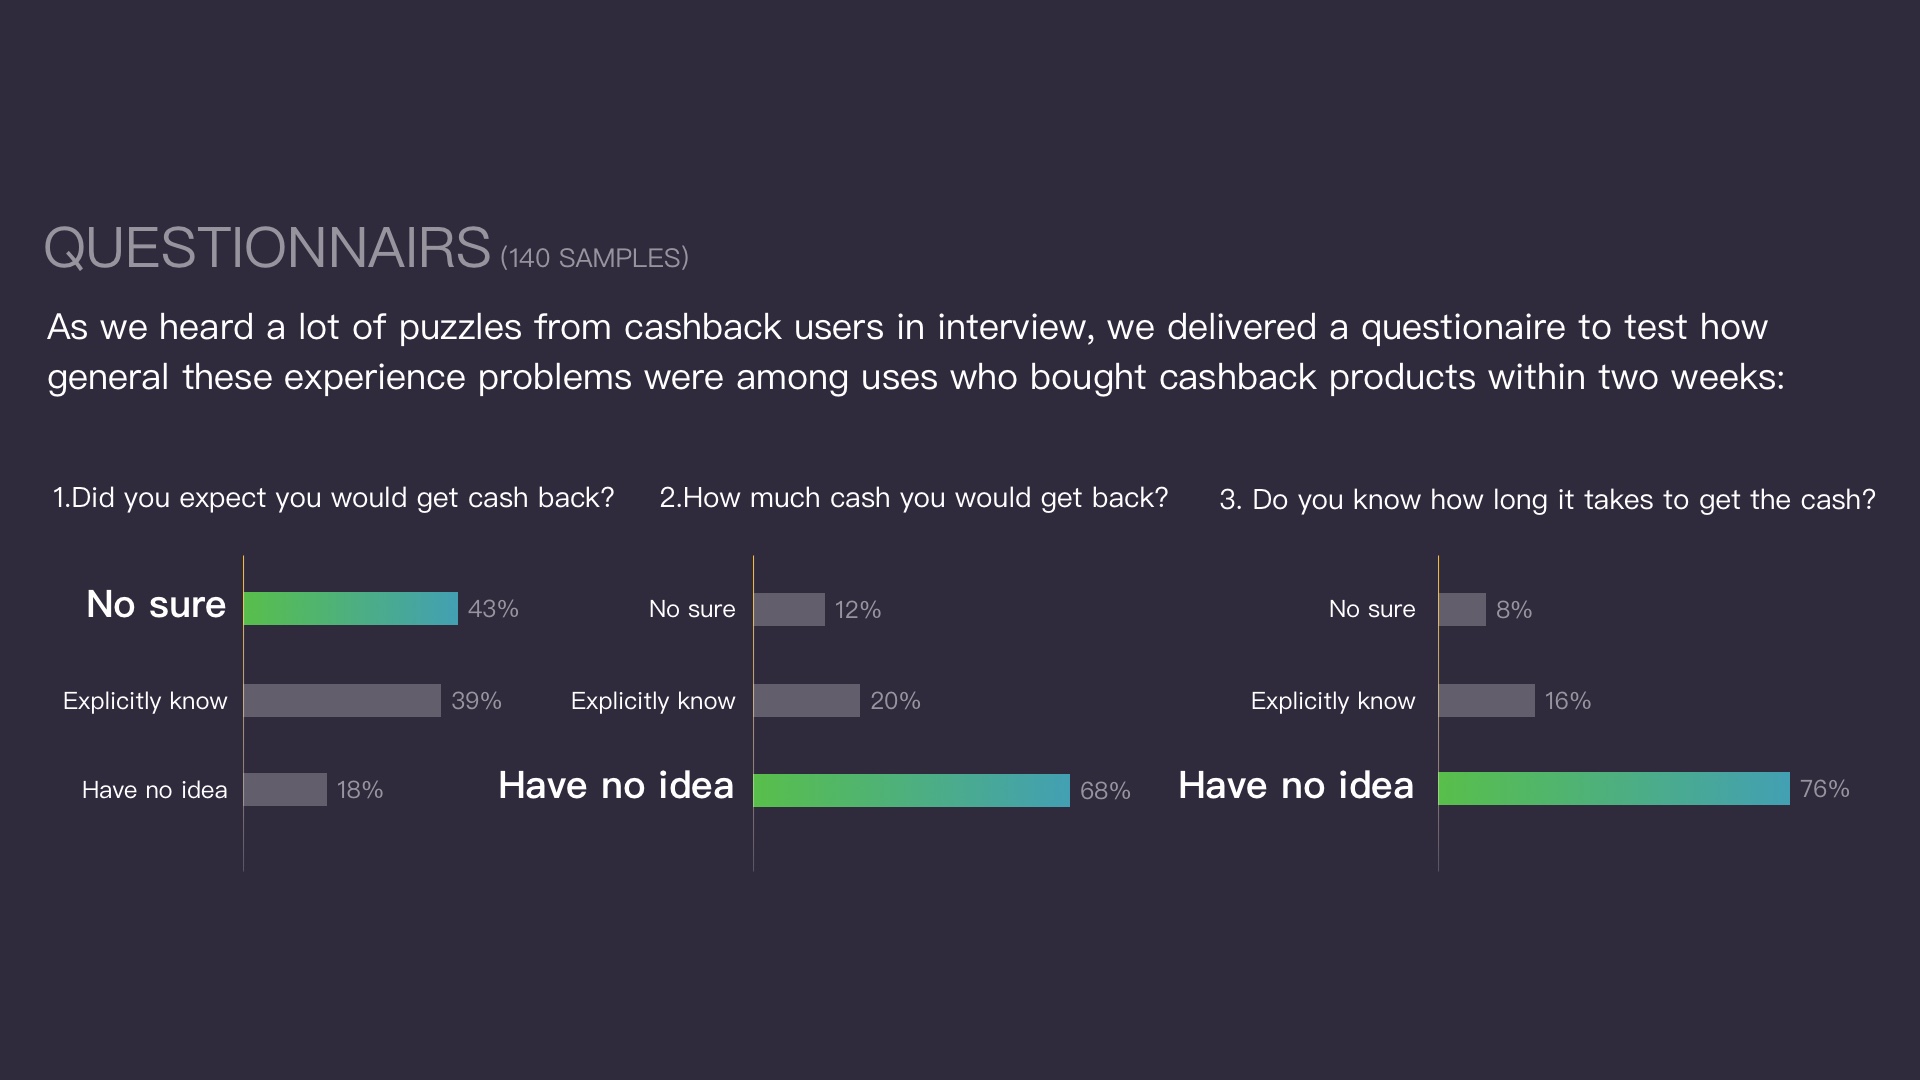 QUESTIONNAIRS (140 SAMPLES)
As we heard a lot of puzzles from cashback users in interview, we delivered a questionaire to test how
general these experience problems were among uses who bought cashback products within two weeks:
1.Did you expect you would get cash back?
No sure 43%
Explicitly know 39%
Have no idea 18%
2.How much cash you would get back?
No sure 12%
Explicitly know 20%
Have no idea 68%
3. Do you know how long it takes to get the cash?
No sure 8%
Explicitly know 16%
Have no idea 76%